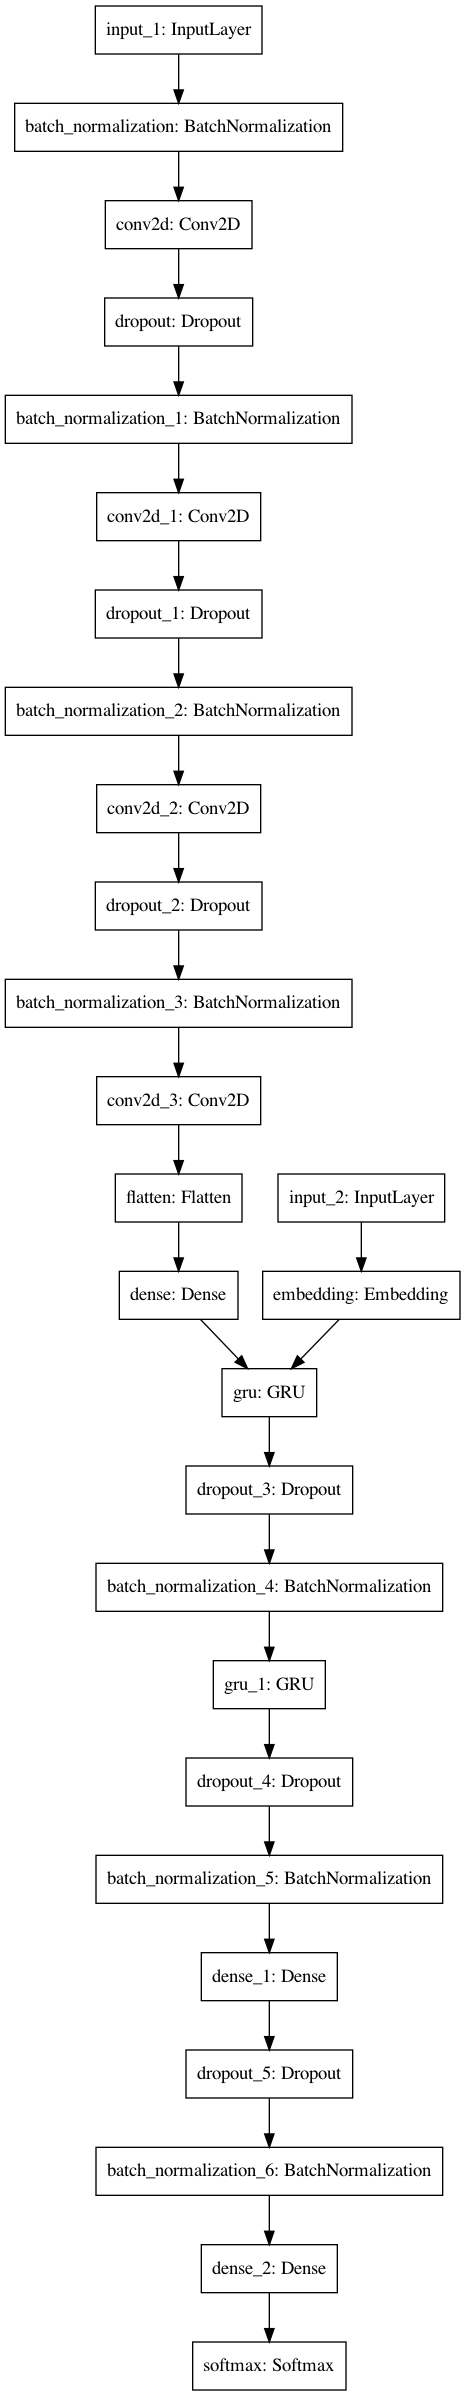 input_1: InputLayer
batch_normalization: BatchNormalization
conv2d: Conv2D
dropout: Dropout
batch_normalization_1: BatchNormalization
conv2d_1: Conv2D
dropout_1: Dropout
batch_normalization_2: BatchNormalization
conv2d_2: Conv2D
dropout_2: Dropout
batch_normalization_3: BatchNormalization
conv2d_3: Conv2D
flatten: Flatten
input_2: InputLayer
dense: Dense
embedding: Embedding
gru: GRU
dropout_3: Dropout
batch_normalization_4: BatchNormalization
gru_1: GRU
dropout_4: Dropout
batch_normalization_5: BatchNormalization
dense_1: Dense
dropout_5: Dropout
batch_normalization_6: BatchNormalization
dense_2: Dense
softmax: Softmax